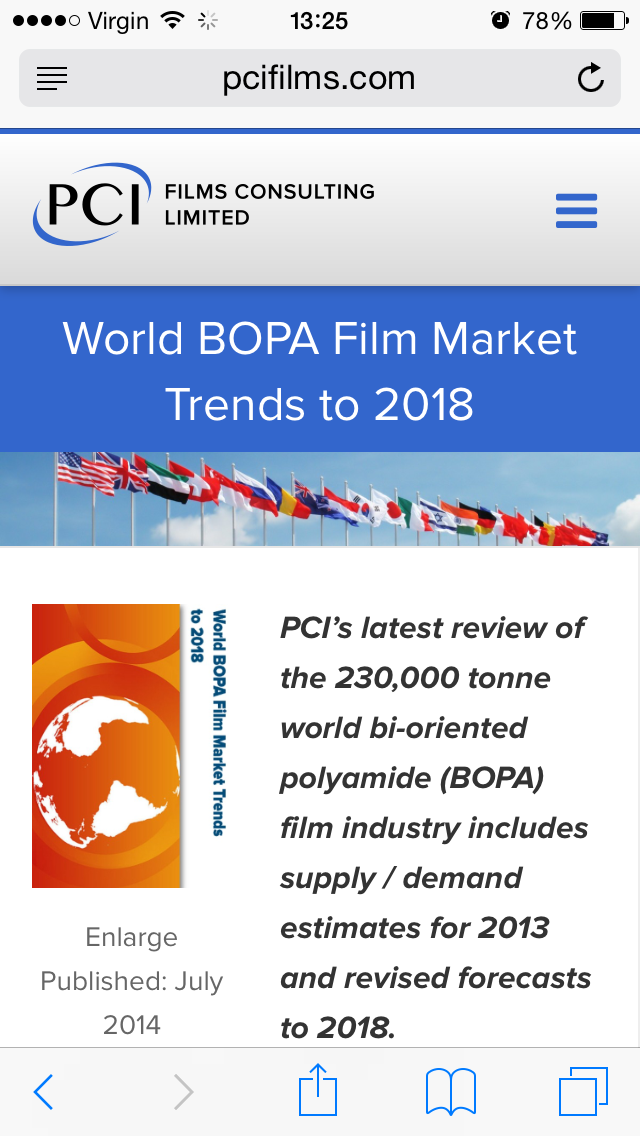 Virgin 13:25 78%
pcifilms.com
PCI FILMS CONSULTING
LIMITED
World BOPA Film Market
Trends to 2018
World BOPA Film Market Trends
to 2018
Enlarge
Published: July
2014
PCI’s latest review of
the 230,000 tonne
world bi-oriented
polyamide (BOPA)
film industry includes
supply / demand
estimates for 2013
and revised forecasts
to 2018.